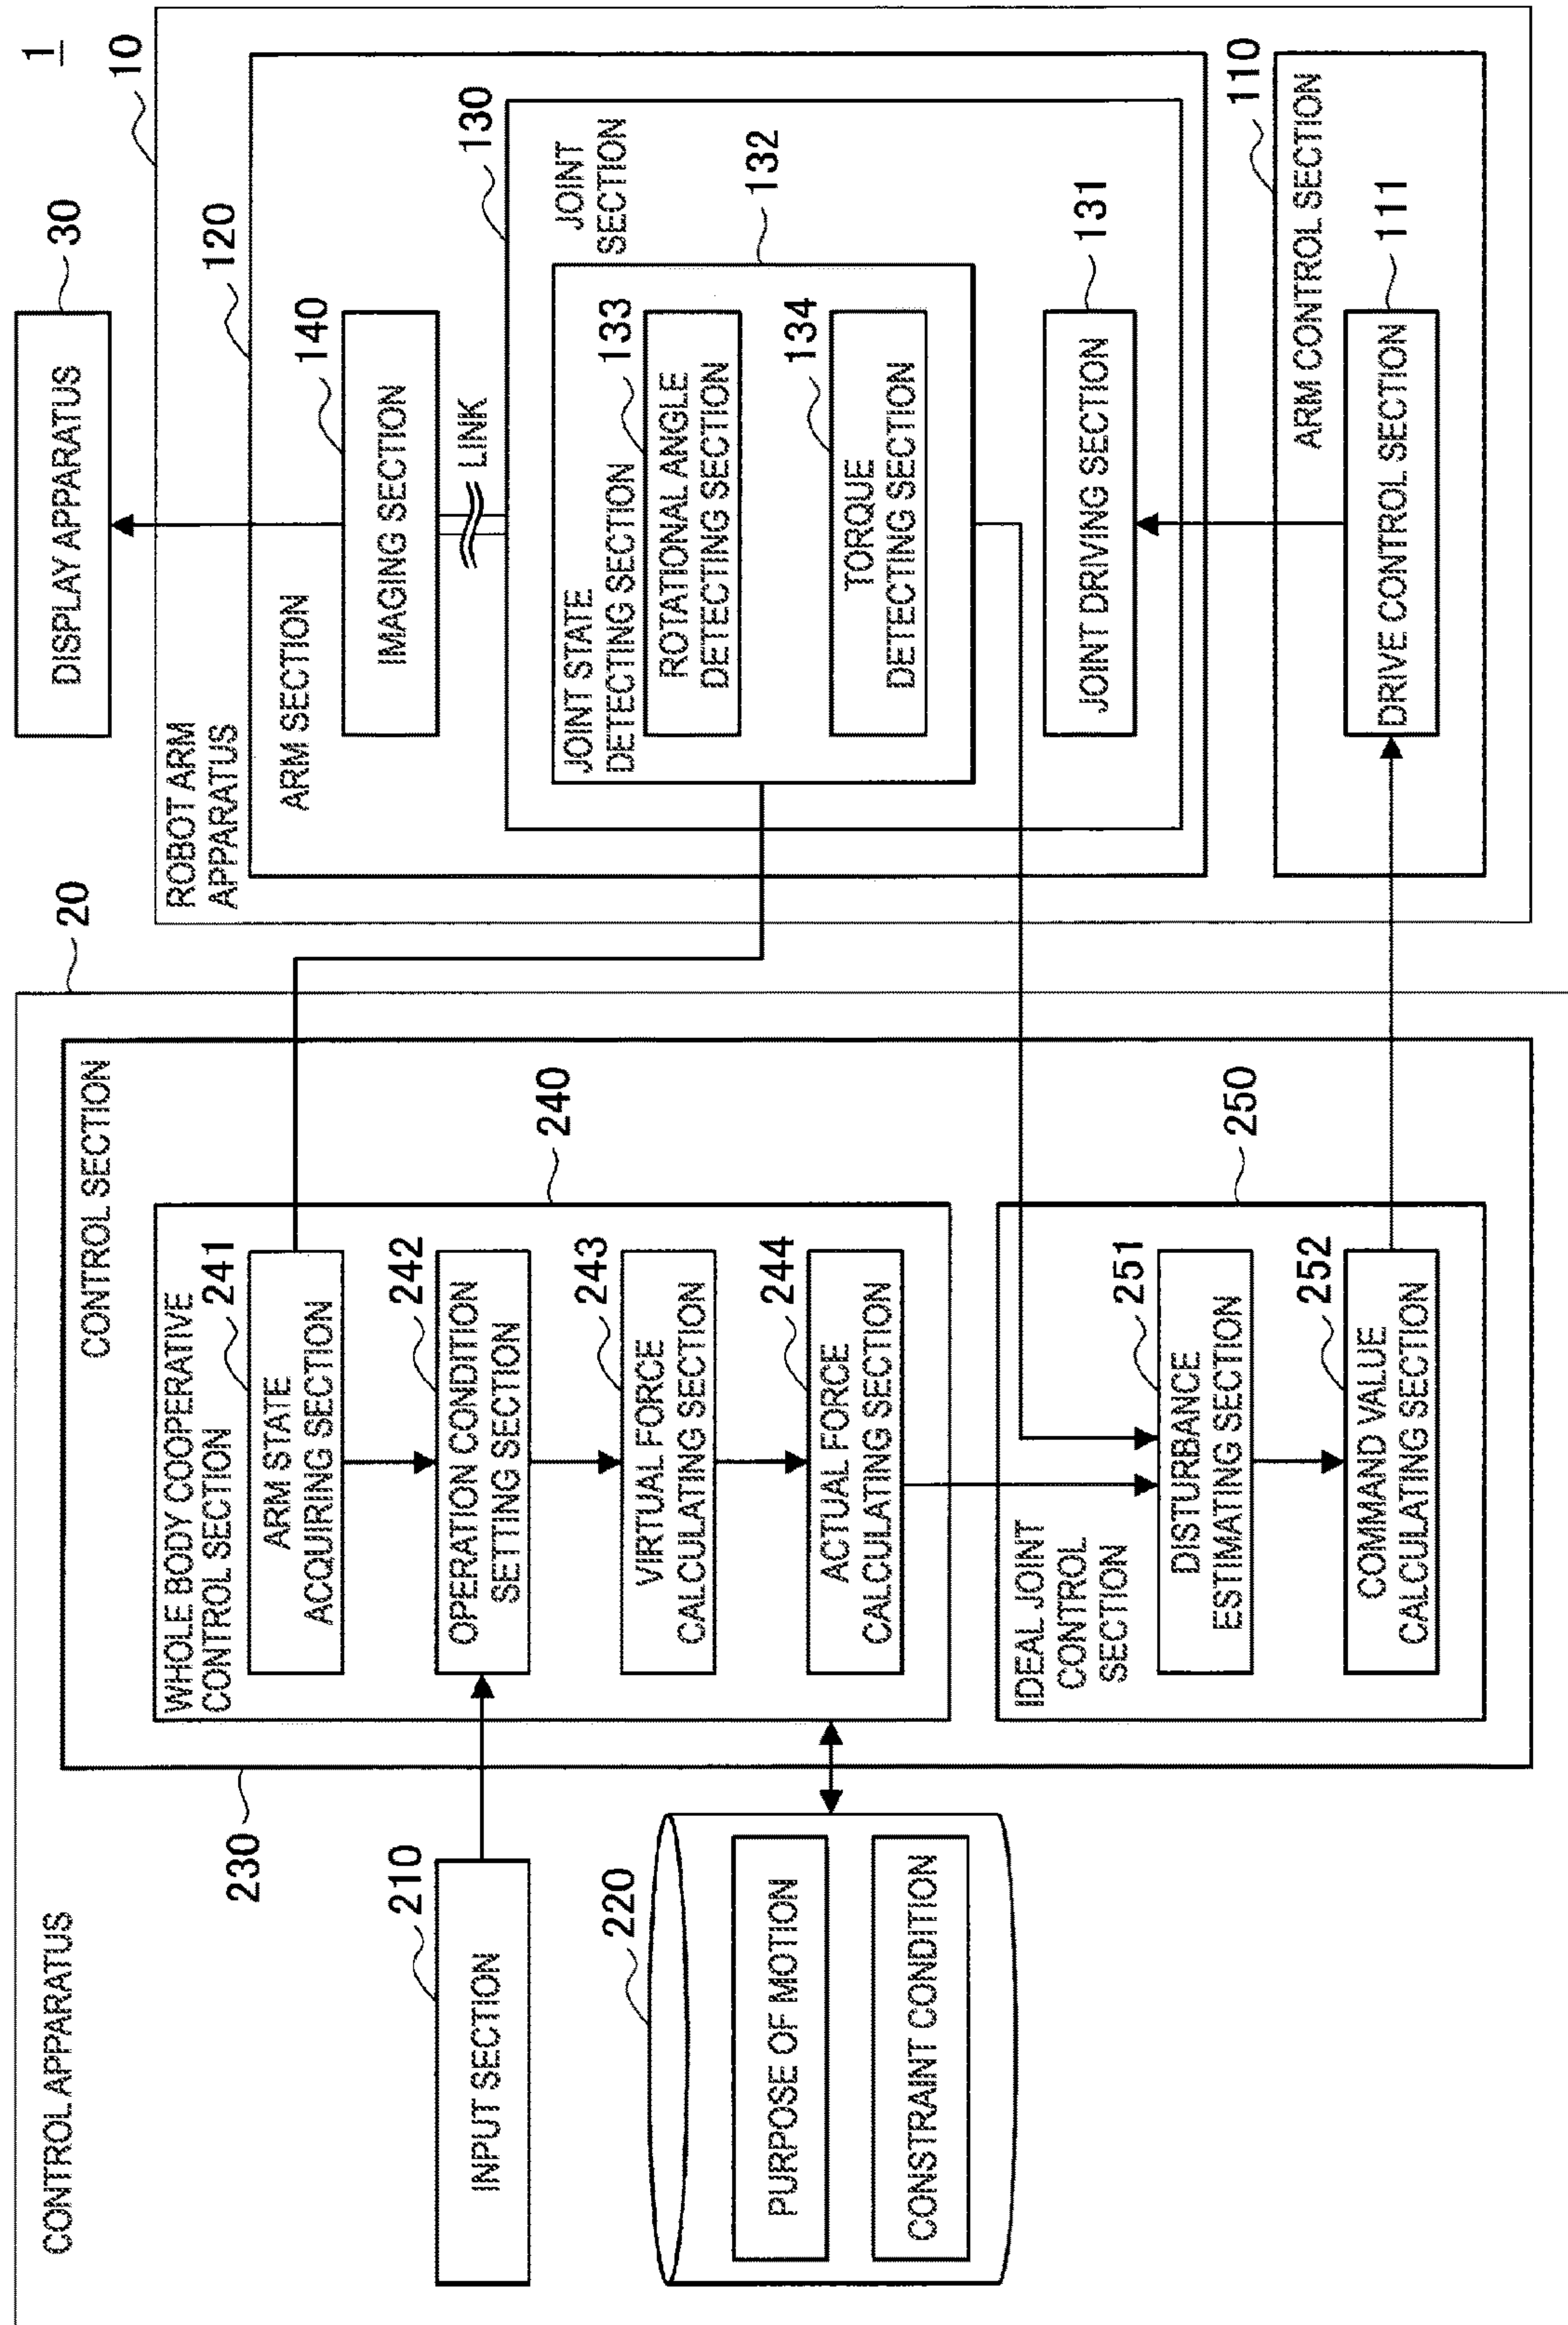 1
CONTROL APPARATUS
20
230
CONTROL SECTION
210
INPUT SECTION
220
PURPOSE OF MOTION
CONSTRAINT CONDITION
240
WHOLE BODY COOPERATIVE
CONTROL SECTION
241
ARM STATE
ACQUIRING SECTION
242
OPERATION CONDITION
SETTING SECTION
243
VIRTUAL FORCE
CALCULATING SECTION
244
ACTUAL FORCE
CALCULATING SECTION
250
IDEAL JOINT
CONTROL
SECTION
251
DISTURBANCE
ESTIMATING SECTION
252
COMMAND VALUE
CALCULATING SECTION
DISPLAY APPARATUS
30
10
ROBOT ARM
APPARATUS
120
ARM SECTION
140
IMAGING SECTION
LINK
130
JOINT
SECTION
JOINT STATE
DETECTING SECTION
132
133
ROTATIONAL ANGLE
DETECTING SECTION
134
TORQUE
DETECTING SECTION
131
JOINT DRIVING SECTION
110
ARM CONTROL SECTION
111
DRIVE CONTROL SECTION